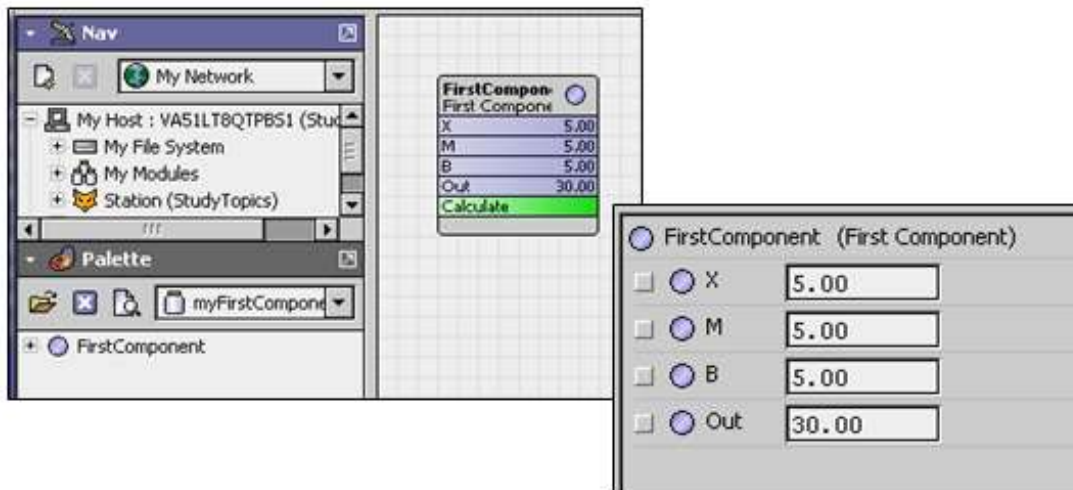 Nav
My Network
My Host : VA51LT8QTPBS1 (Stud
My File System
My Modules
Station (StudyTopics)
Palette
myFirstCompone
FirstComponent
FirstCompon
First Compone
X 5.00
M 5.00
B 5.00
Out 30.00
Calculate
FirstComponent (First Component)
X 5.00
M 5.00
B 5.00
Out 30.00